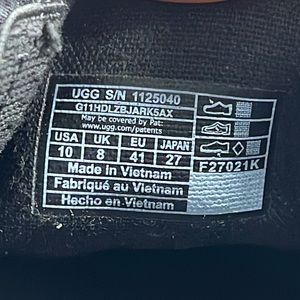 UGG S/N 1125040
G11HDLZBJARK5AX
May be covered by Pat:
www.ugg.com/patents
USA UK EU JAPAN
10 8 41 27
F27021K
Made in Vietnam
Fabriqué au Vietnam
Hecho en Vietnam